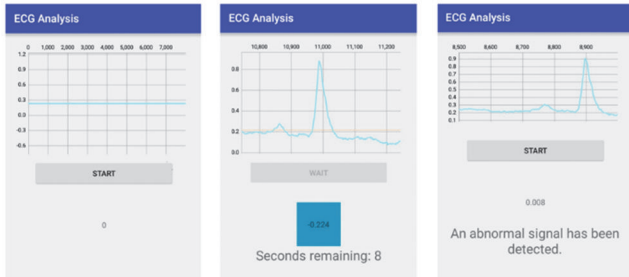 ECG Analysis
0 1,000 2,000 3,000 4,000 5,000 6,000 7,000
1.2
0.9
0.6
0.3
0.0
-0.3
-0.6
START
0
ECG Analysis
10,800 10,900 11,000 11,100 11,200
0.8
0.6
0.4
0.2
0.0
WAIT
-0.224
Seconds remaining: 8
ECG Analysis
8,500 8,600 8,700 8,800 8,900
0.9
0.8
0.7
0.6
0.5
0.4
0.3
0.2
0.1
START
0.008
An abnormal signal has been
detected.